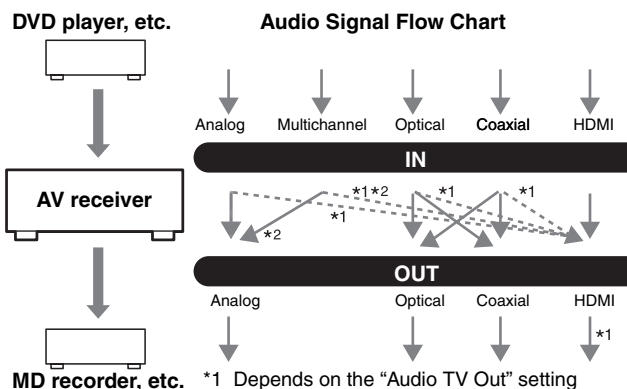 DVD player, etc.
Audio Signal Flow Chart
Analog Multichannel Optical Coaxial HDMI
IN
AV receiver
*1*2 *1 *1
*1
*2
OUT
Analog Optical Coaxial HDMI
*1
MD recorder, etc.
*1 Depends on the “Audio TV Out” setting